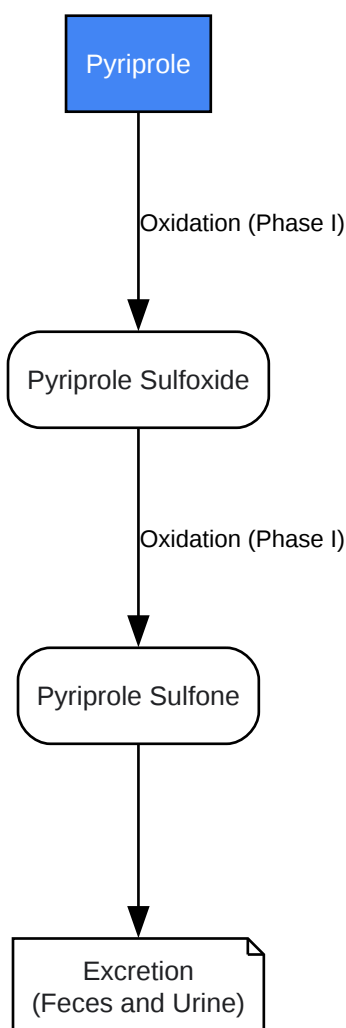 Pyriprole
Oxidation (Phase I)
Pyriprole Sulfoxide
Oxidation (Phase I)
Pyriprole Sulfone
Excretion
(Feces and Urine)